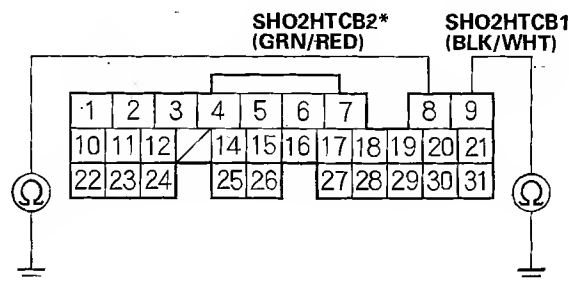 SHO2HTCB2* SHO2HTCB1
(GRN/RED) (BLK/WHT)
1 2 3 4 5 6 7 8 9
10 11 12 14 15 16 17 18 19 20 21
22 23 24 25 26 27 28 29 30 31
Ω Ω